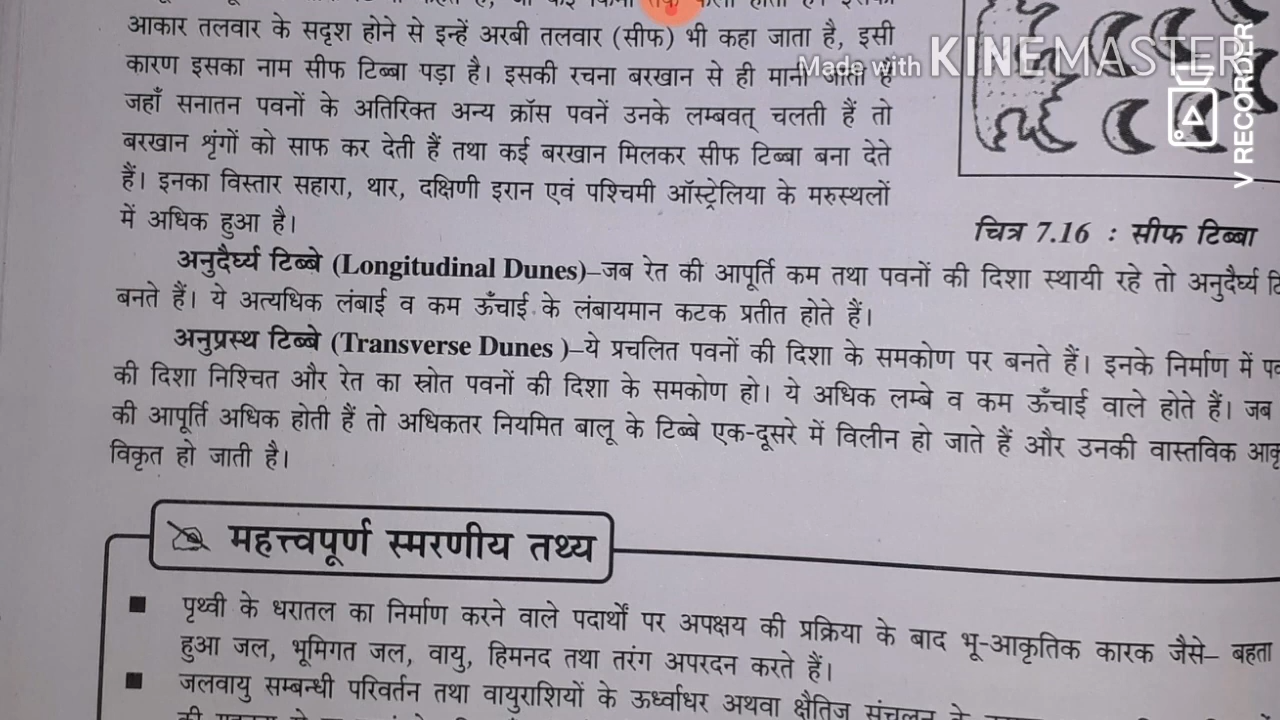 आकार तलवार के सदृश होने से इन्हें अरबी तलवार (सीफ) भी कहा जाता है, इसी
कारण इसका नाम सीफ टिब्बा पड़ा है। इसकी रचना बरखान से ही मानी जाती है
जहाँ सनातन पवनों के अतिरिक्त अन्य क्रॉस पवनें उनके लम्बवत् चलती हैं तो
बरखान शृंगों को साफ कर देती हैं तथा कई बरखान मिलकर सीफ टिब्बा बना देते
हैं। इनका विस्तार सहारा, थार, दक्षिणी इरान एवं पश्चिमी ऑस्ट्रेलिया के मरुस्थलों
में अधिक हुआ है।
चित्र 7.16 : सीफ टिब्बा
अनुदैर्घ्य टिब्बे (Longitudinal Dunes)–जब रेत की आपूर्ति कम तथा पवनों की दिशा स्थायी रहे तो अनुदैर्घ्य
बनते हैं। ये अत्यधिक लंबाई व कम ऊँचाई के लंबायमान कटक प्रतीत होते हैं।
अनुप्रस्थ टिब्बे (Transverse Dunes )–ये प्रचलित पवनों की दिशा के समकोण पर बनते हैं। इनके निर्माण में
की दिशा निश्चित और रेत का स्रोत पवनों की दिशा के समकोण हो। ये अधिक लम्बे व कम ऊँचाई वाले होते हैं। जब
की आपूर्ति अधिक होती हैं तो अधिकतर नियमित बालू के टिब्बे एक-दूसरे में विलीन हो जाते हैं और उनकी वास्तविक
विकृत हो जाती है।
महत्त्वपूर्ण स्मरणीय तथ्य
■ पृथ्वी के धरातल का निर्माण करने वाले पदार्थों पर अपक्षय की प्रक्रिया के बाद भू-आकृतिक कारक जैसे– बहता
हुआ जल, भूमिगत जल, वायु, हिमनद तथा तरंग अपरदन करते हैं।
■ जलवायु सम्बन्धी परिवर्तन तथा वायुराशियों के ऊर्ध्वाधर अथवा क्षैतिज संचलन के
Made with KINEMASTER
V RECORDER